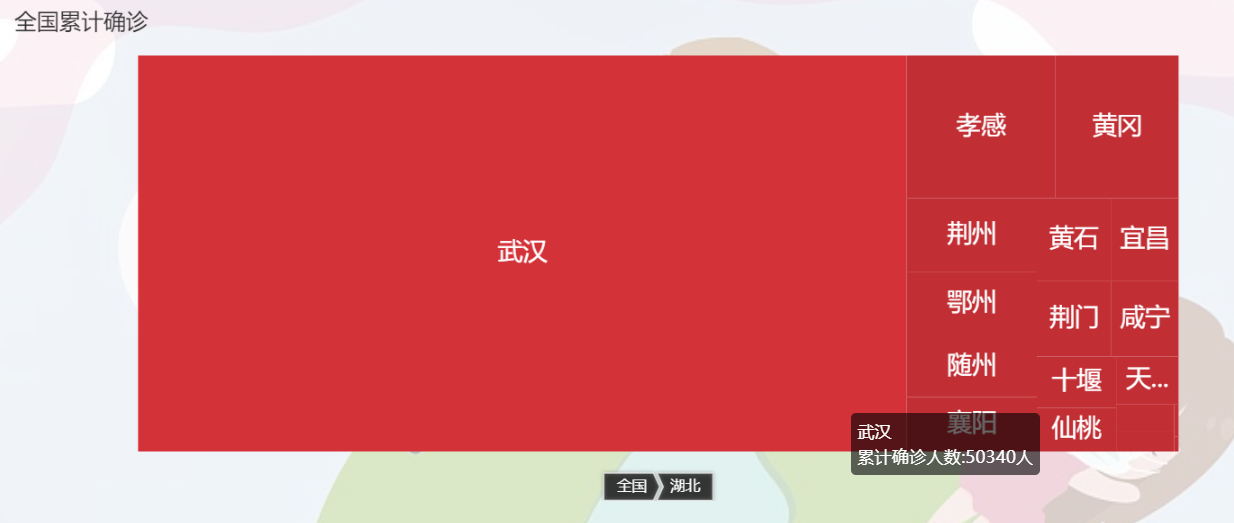 全国累计确诊
武汉
孝感
黄冈
荆州
黄石
宜昌
鄂州
荆门
咸宁
随州
十堰
天...
襄阳
仙桃
武汉
累计确诊人数:50340人
全国
湖北